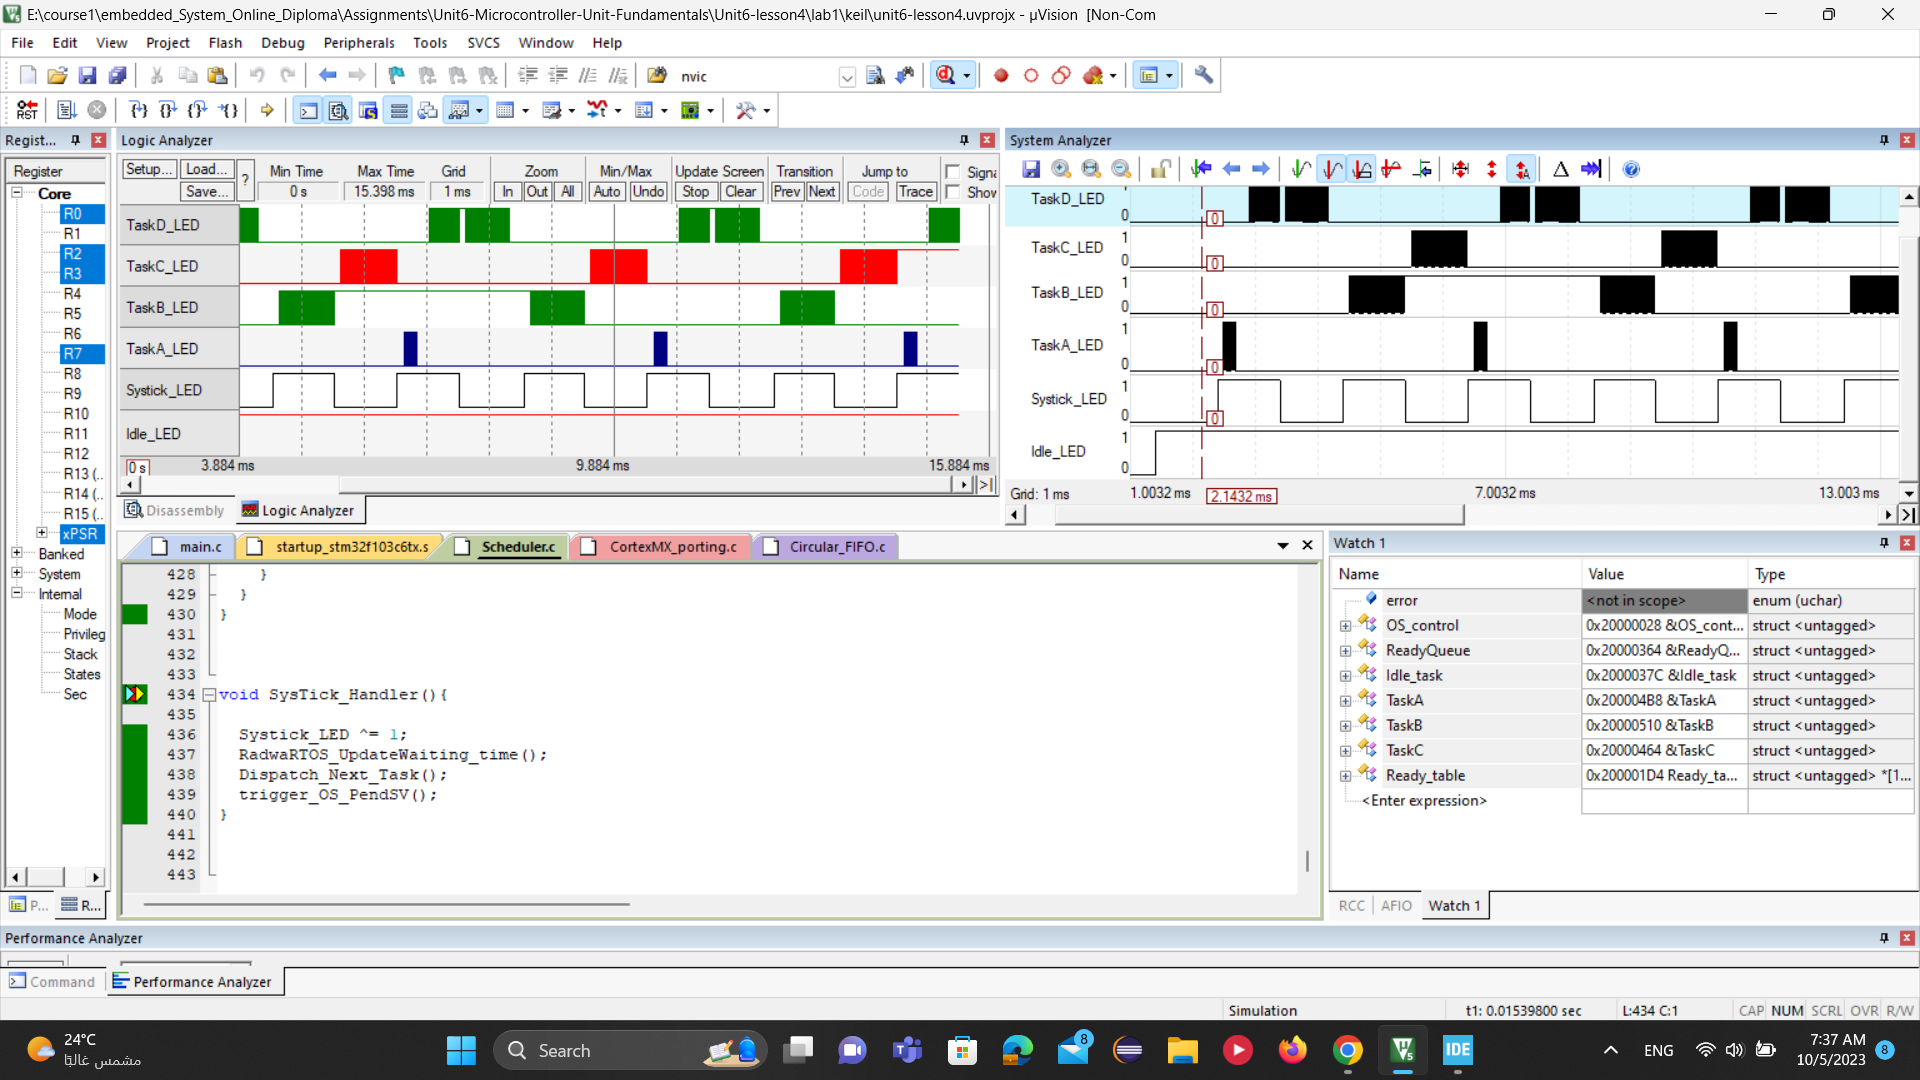 E:\course1\embedded_System_Online_Diploma\Assignments\Unit6-Microcontroller-Unit-Fundamentals\Unit6-lesson4\lab1\keil\unit6-lesson4.uvprojx - µVision [Non-Com
File Edit View Project Flash Debug Peripherals Tools SVCS Window Help
nvic
RST
Regist...
Register
Core
R0
R1
R2
R3
R4
R5
R6
R7
R8
R9
R10
R11
R12
R13 (..
R14 (..
R15 (..
xPSR
Banked
System
Internal
Mode
Privileg
Stack
States
Sec
P... R...
Logic Analyzer
Setup... Load... Save... ?
Min Time Max Time Grid Zoom Min/Max Update Screen Transition Jump to Signa
0 s 15.398 ms 1 ms In Out All Auto Undo Stop Clear Prev Next Code Trace Show
TaskD_LED
TaskC_LED
TaskB_LED
TaskA_LED
Systick_LED
Idle_LED
0 s 3.884 ms 9.884 ms 15.884 ms
Disassembly Logic Analyzer
System Analyzer
TaskD_LED 1 0 0
TaskC_LED 1 0 0
TaskB_LED 1 0 0
TaskA_LED 1 0 0
Systick_LED 1 0 0
Idle_LED 1 0
Grid: 1 ms 1.0032 ms 2.1432 ms 7.0032 ms 13.003 ms
main.c startup_stm32f103c6tx.s Scheduler.c CortexMX_porting.c Circular_FIFO.c
428 }
429 }
430 }
431
432
433
434 void SysTick_Handler(){
435
436 Systick_LED ^= 1;
437 RadwaRTOS_UpdateWaiting_time();
438 Dispatch_Next_Task();
439 trigger_OS_PendSV();
440 }
441
442
443
Watch 1
Name Value Type
error <not in scope> enum (uchar)
OS_control 0x20000028 &OS_cont... struct <untagged>
ReadyQueue 0x20000364 &ReadyQ... struct <untagged>
Idle_task 0x2000037C &Idle_task struct <untagged>
TaskA 0x200004B8 &TaskA struct <untagged>
TaskB 0x20000510 &TaskB struct <untagged>
TaskC 0x20000464 &TaskC struct <untagged>
Ready_table 0x200001D4 Ready_ta... struct <untagged> *[1...
<Enter expression>
RCC AFIO Watch 1
Performance Analyzer
Command Performance Analyzer
Simulation t1: 0.01539800 sec L:434 C:1 CAP NUM SCRL OVR R/W
24°C
مشمس غالبًا
Search
8
IDE
ENG
7:37 AM
10/5/2023
8